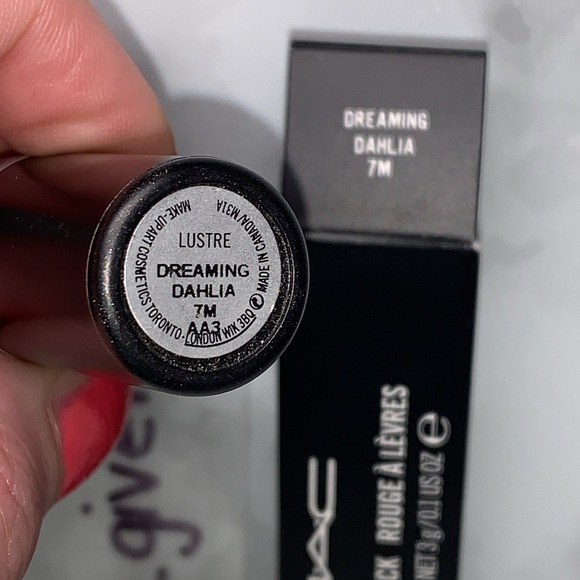 DREAMING
DAHLIA
7M
MAKE-UP ART COSMETICS TORONTO- LONDON W1K 3BQ
MADE IN CANADA/ M31A
LUSTRE
DREAMING
DAHLIA
7M
AA3
ROUGE À LÈVRES
NET 3 g/0.1 US OZ e